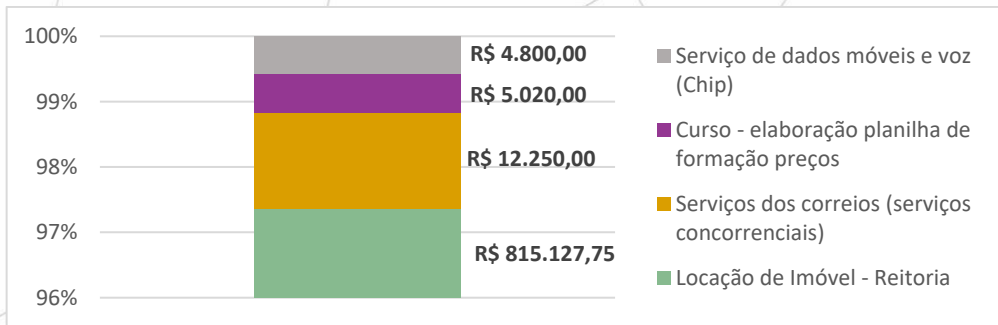 100%
99%
98%
97%
96%
R$ 4.800,00
R$ 5.020,00
R$ 12.250,00
R$ 815.127,75
Serviço de dados móveis e voz
(Chip)
Curso - elaboração planilha de
formação preços
Serviços dos correios (serviços
concorrenciais)
Locação de Imóvel - Reitoria